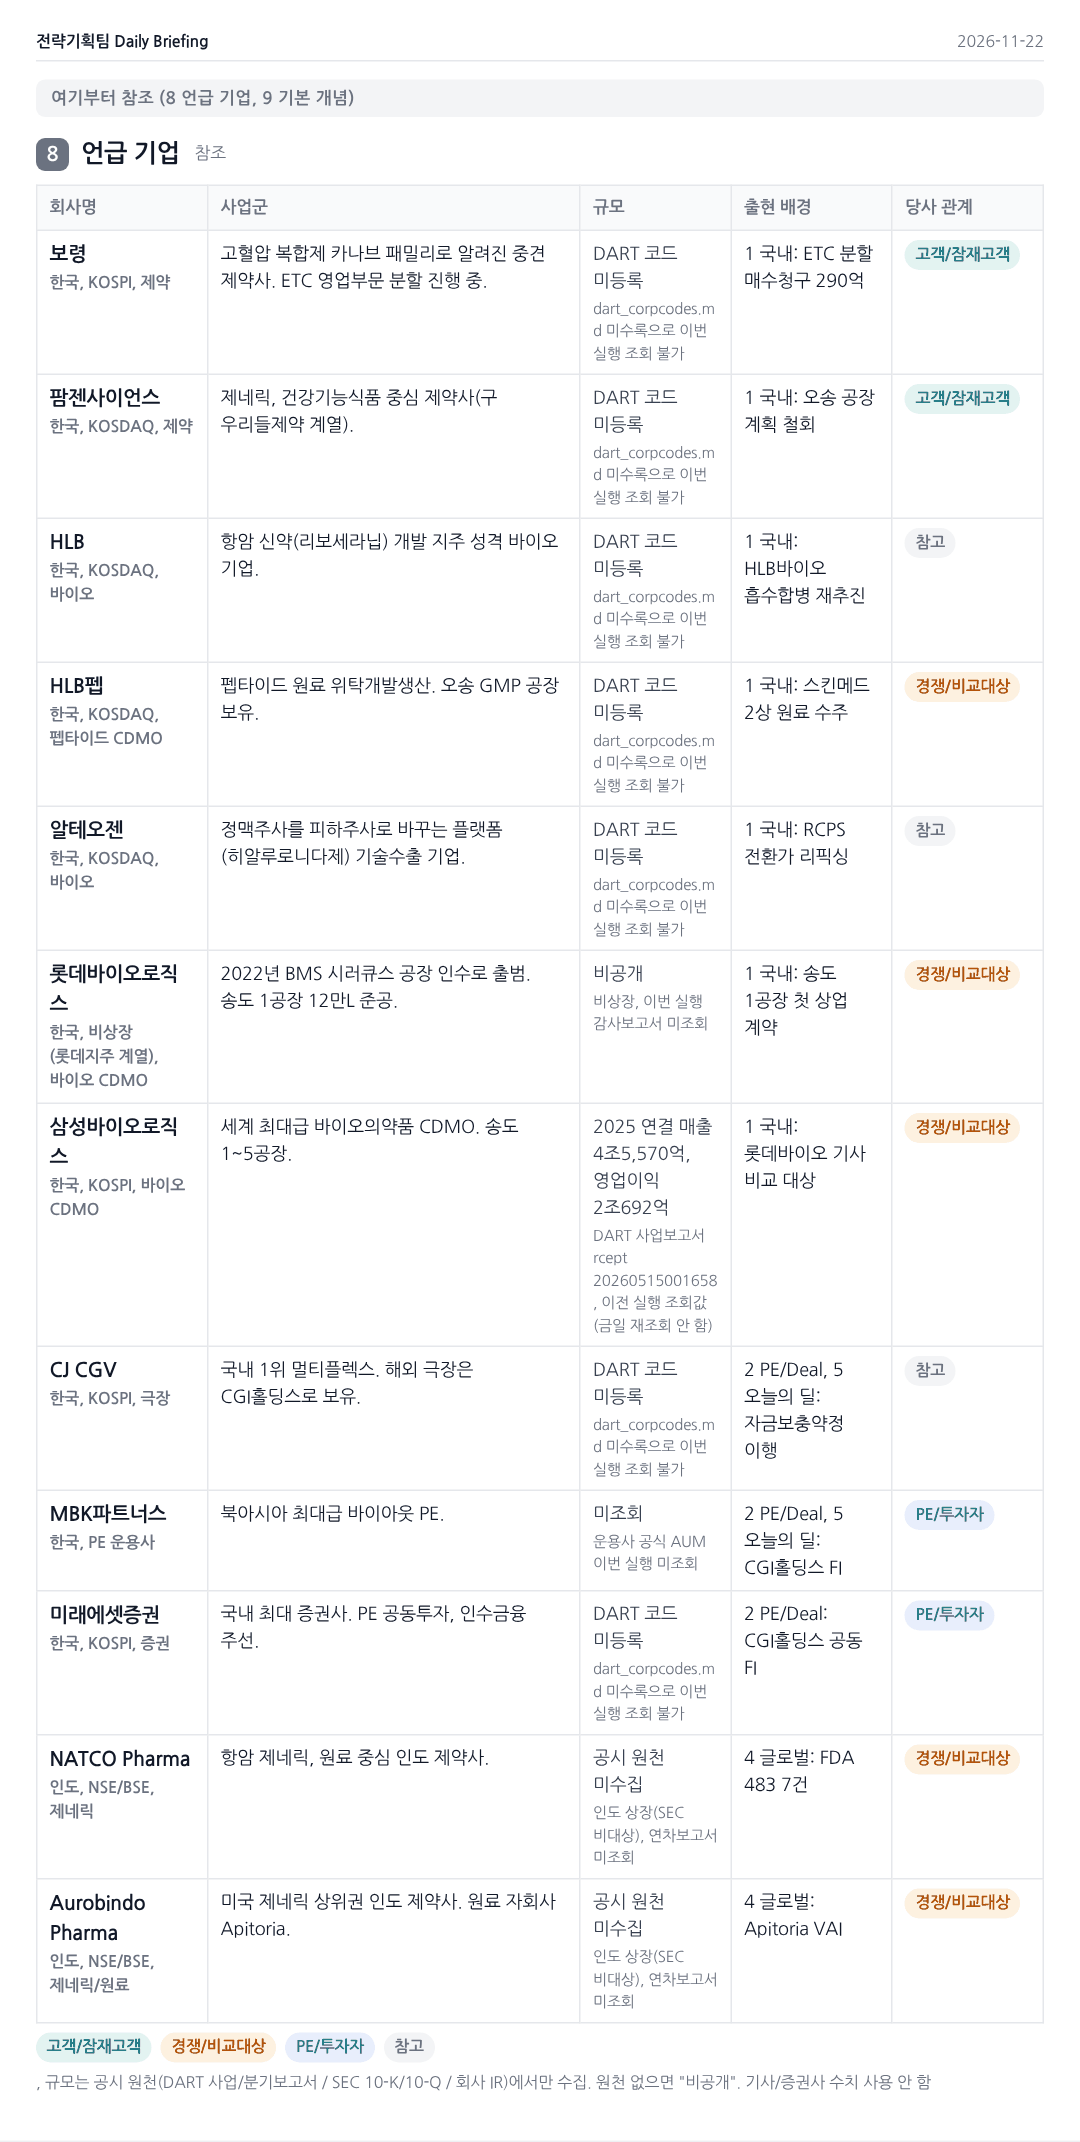 전략기획팀 Daily Briefing
2026-11-22
여기부터 참조 (8 언급 기업, 9 기본 개념)
8 언급 기업 참조
회사명
사업군
규모
출현 배경
당사 관계
보령
한국, KOSPI, 제약
고혈압 복합제 카나브 패밀리로 알려진 중견
제약사. ETC 영업부문 분할 진행 중.
DART 코드
미등록
dart_corpcodes.m
d 미수록으로 이번
실행 조회 불가
1 국내: ETC 분할
매수청구 290억
고객/잠재고객
팜젠사이언스
한국, KOSDAQ, 제약
제네릭, 건강기능식품 중심 제약사(구
우리들제약 계열).
DART 코드
미등록
dart_corpcodes.m
d 미수록으로 이번
실행 조회 불가
1 국내: 오송 공장
계획 철회
고객/잠재고객
HLB
한국, KOSDAQ,
바이오
항암 신약(리보세라닙) 개발 지주 성격 바이오
기업.
DART 코드
미등록
dart_corpcodes.m
d 미수록으로 이번
실행 조회 불가
1 국내:
HLB바이오
흡수합병 재추진
참고
HLB펩
한국, KOSDAQ,
펩타이드 CDMO
펩타이드 원료 위탁개발생산. 오송 GMP 공장
보유.
DART 코드
미등록
dart_corpcodes.m
d 미수록으로 이번
실행 조회 불가
1 국내: 스킨메드
2상 원료 수주
경쟁/비교대상
알테오젠
한국, KOSDAQ,
바이오
정맥주사를 피하주사로 바꾸는 플랫폼
(히알루로니다제) 기술수출 기업.
DART 코드
미등록
dart_corpcodes.m
d 미수록으로 이번
실행 조회 불가
1 국내: RCPS
전환가 리픽싱
참고
롯데바이오로직
스
한국, 비상장
(롯데지주 계열),
바이오 CDMO
2022년 BMS 시러큐스 공장 인수로 출범.
송도 1공장 12만L 준공.
비공개
비상장, 이번 실행
감사보고서 미조회
1 국내: 송도
1공장 첫 상업
계약
경쟁/비교대상
삼성바이오로직
스
한국, KOSPI, 바이오
CDMO
세계 최대급 바이오의약품 CDMO. 송도
1~5공장.
2025 연결 매출
4조5,570억,
영업이익
2조692억
DART 사업보고서
rcept
20260515001658
, 이전 실행 조회값
(금일 재조회 안 함)
1 국내:
롯데바이오 기사
비교 대상
경쟁/비교대상
CJ CGV
한국, KOSPI, 극장
국내 1위 멀티플렉스. 해외 극장은
CGI홀딩스로 보유.
DART 코드
미등록
dart_corpcodes.m
d 미수록으로 이번
실행 조회 불가
2 PE/Deal, 5
오늘의 딜:
자금보충약정
이행
참고
MBK파트너스
한국, PE 운용사
북아시아 최대급 바이아웃 PE.
미조회
운용사 공식 AUM
이번 실행 미조회
2 PE/Deal, 5
오늘의 딜:
CGI홀딩스 FI
PE/투자자
미래에셋증권
한국, KOSPI, 증권
국내 최대 증권사. PE 공동투자, 인수금융
주선.
DART 코드
미등록
dart_corpcodes.m
d 미수록으로 이번
실행 조회 불가
2 PE/Deal:
CGI홀딩스 공동
FI
PE/투자자
NATCO Pharma
인도, NSE/BSE,
제네릭
항암 제네릭, 원료 중심 인도 제약사.
공시 원천
미수집
인도 상장(SEC
비대상), 연차보고서
미조회
4 글로벌: FDA
483 7건
경쟁/비교대상
Aurobindo
Pharma
인도, NSE/BSE,
제네릭/원료
미국 제네릭 상위권 인도 제약사. 원료 자회사
Apitoria.
공시 원천
미수집
인도 상장(SEC
비대상), 연차보고서
미조회
4 글로벌:
Apitoria VAI
경쟁/비교대상
고객/잠재고객 경쟁/비교대상 PE/투자자 참고
, 규모는 공시 원천(DART 사업/분기보고서 / SEC 10-K/10-Q / 회사 IR)에서만 수집. 원천 없으면 "비공개". 기사/증권사 수치 사용 안 함